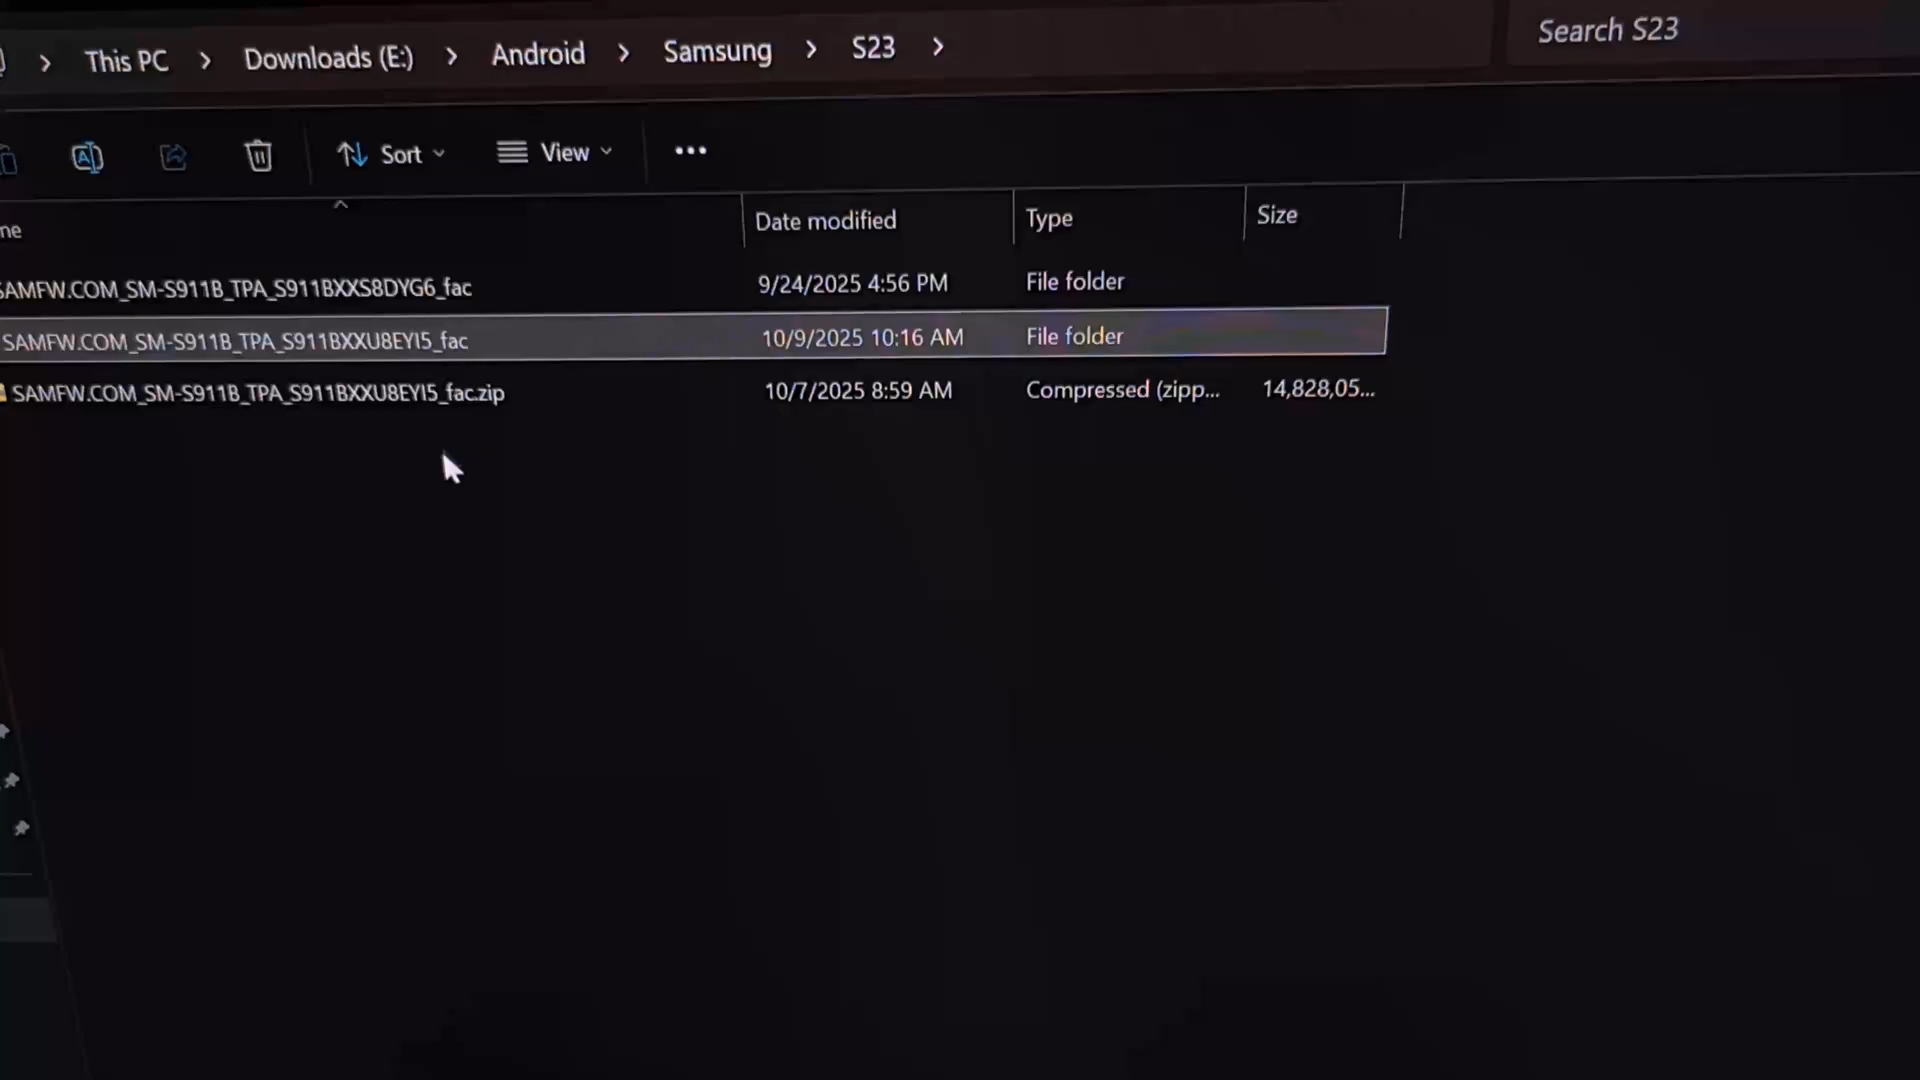 > This PC > Downloads (E:) > Android > Samsung > S23 >
Search S23
Sort
View
me
Date modified
Type
Size
SAMFW.COM_SM-S911B_TPA_S911BXXS8DYG6_fac
9/24/2025 4:56 PM
File folder
SAMFW.COM_SM-S911B_TPA_S911BXXU8EYI5_fac
10/9/2025 10:16 AM
File folder
SAMFW.COM_SM-S911B_TPA_S911BXXU8EYI5_fac.zip
10/7/2025 8:59 AM
Compressed (zipp...
14,828,05...